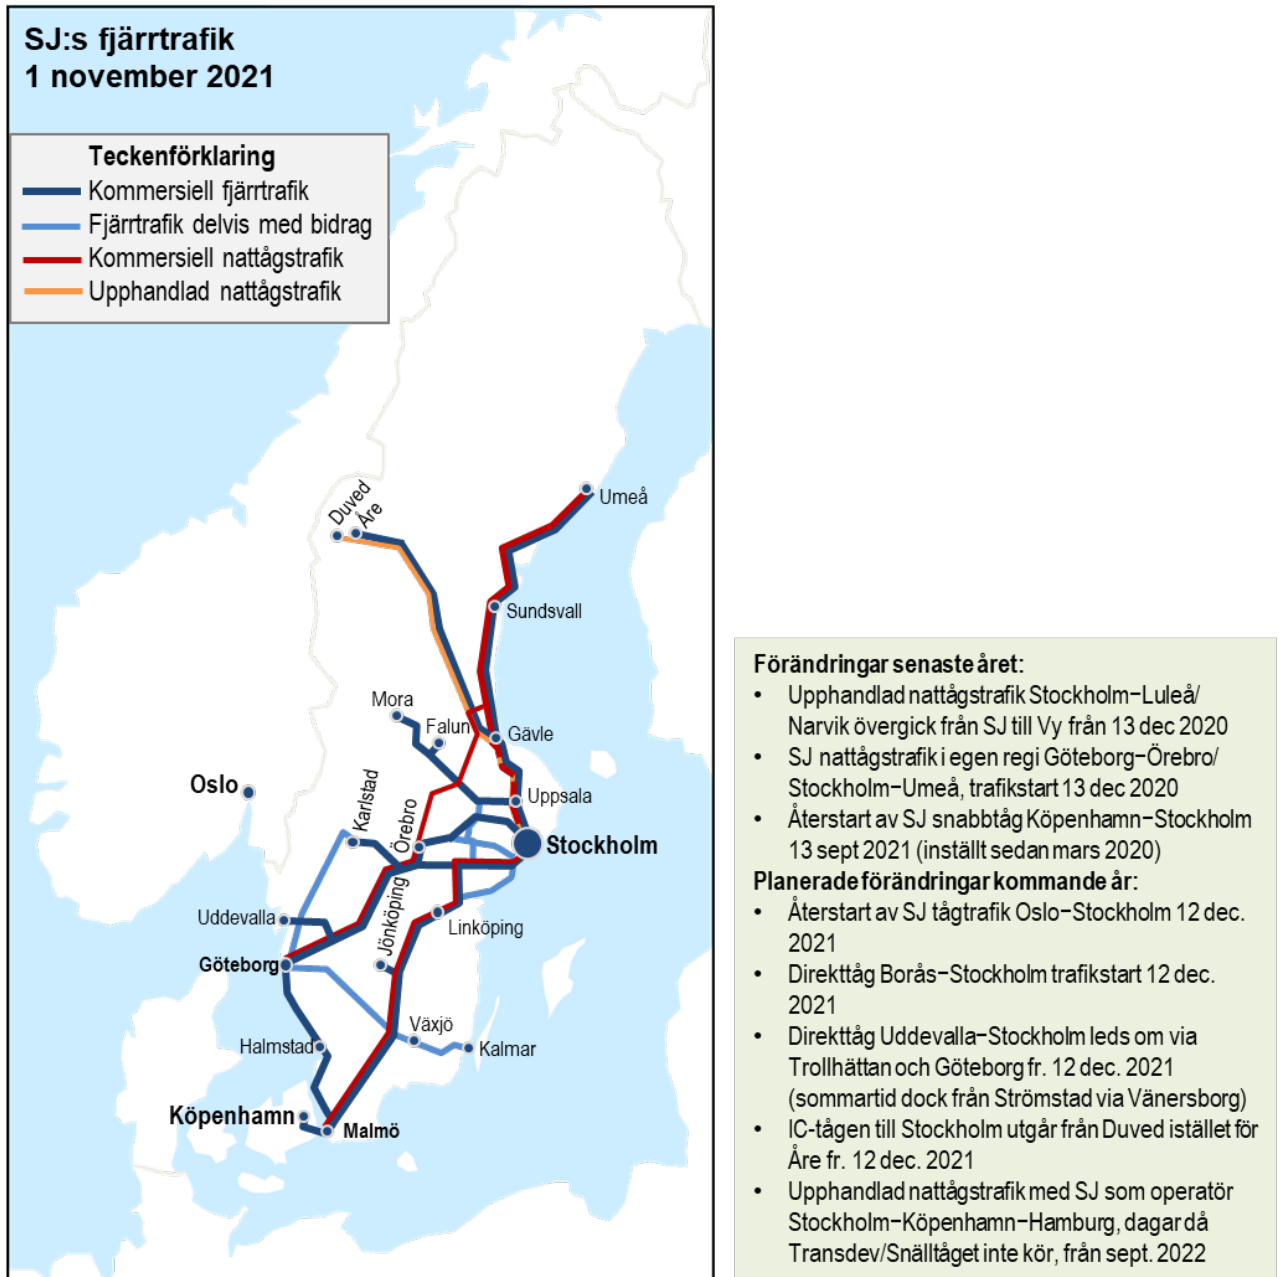 SJ:s fjärrtrafik
1 november 2021
Teckenförklaring
Kommersiell fjärrtrafik
Fjärrtrafik delvis med bidrag
Kommersiell nattågstrafik
Upphandlad nattågstrafik
Duved
Åre
Umeå
Sundsvall
Mora
Falun
Gävle
Oslo
Karlstad
Örebro
Uppsala
Stockholm
Jönköping
Uddevalla
Linköping
Göteborg
Växjö
Halmstad
Kalmar
Köpenhamn
Malmö
Förändringar senaste året:
• Upphandlad nattågstrafik Stockholm–Luleå/
Narvik övergick från SJ till Vy från 13 dec 2020
• SJ nattågstrafik i egen regi Göteborg–Örebro/
Stockholm–Umeå, trafikstart 13 dec 2020
• Återstart av SJ snabbtåg Köpenhamn–Stockholm
13 sept 2021 (inställt sedan mars 2020)
Planerade förändringar kommande år:
• Återstart av SJ tågtrafik Oslo–Stockholm 12 dec.
2021
• Direkttåg Borås–Stockholm trafikstart 12 dec.
2021
• Direkttåg Uddevalla–Stockholm leds om via
Trollhättan och Göteborg fr. 12 dec. 2021
(sommartid dock från Strömstad via Vänersborg)
• IC-tågen till Stockholm utgår från Duved istället för
Åre fr. 12 dec. 2021
• Upphandlad nattågstrafik med SJ som operatör
Stockholm–Köpenhamn–Hamburg, dagar då
Transdev/Snälltåget inte kör, från sept. 2022